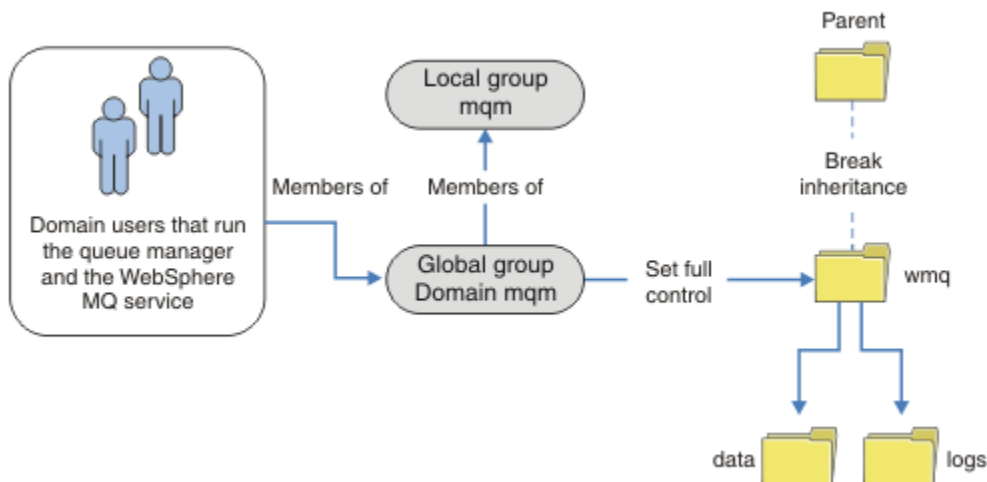 Parent
Local group
mqm
Break
inheritance
Members of
Members of
Domain users that run
the queue manager
and the WebSphere
MQ service
Global group
Domain mqm
Set full
control
wmq
data
logs